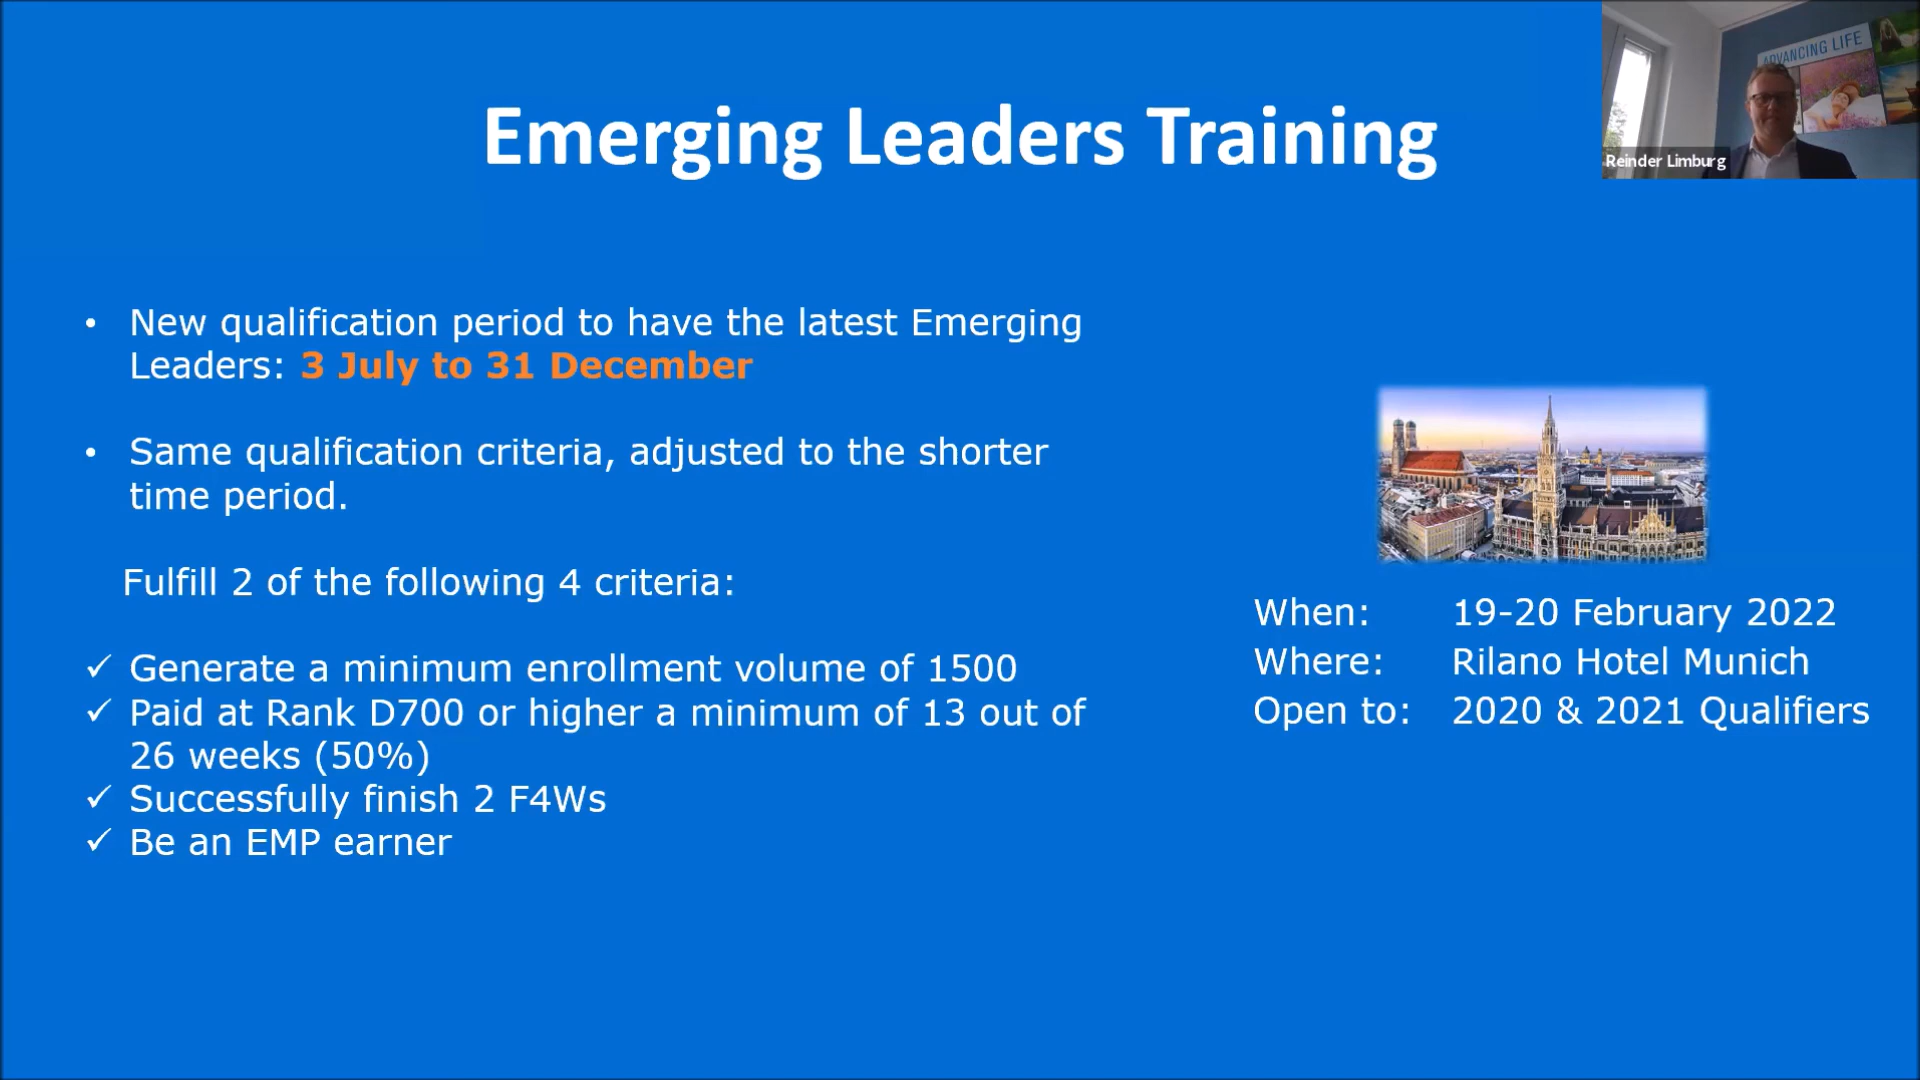 ADVANCING LIFE
Reinder Limburg
Emerging Leaders Training
• New qualification period to have the latest Emerging
Leaders: 3 July to 31 December
• Same qualification criteria, adjusted to the shorter
time period.
Fulfill 2 of the following 4 criteria:
✓ Generate a minimum enrollment volume of 1500
✓ Paid at Rank D700 or higher a minimum of 13 out of
26 weeks (50%)
✓ Successfully finish 2 F4Ws
✓ Be an EMP earner
When: 19-20 February 2022
Where: Rilano Hotel Munich
Open to: 2020 & 2021 Qualifiers